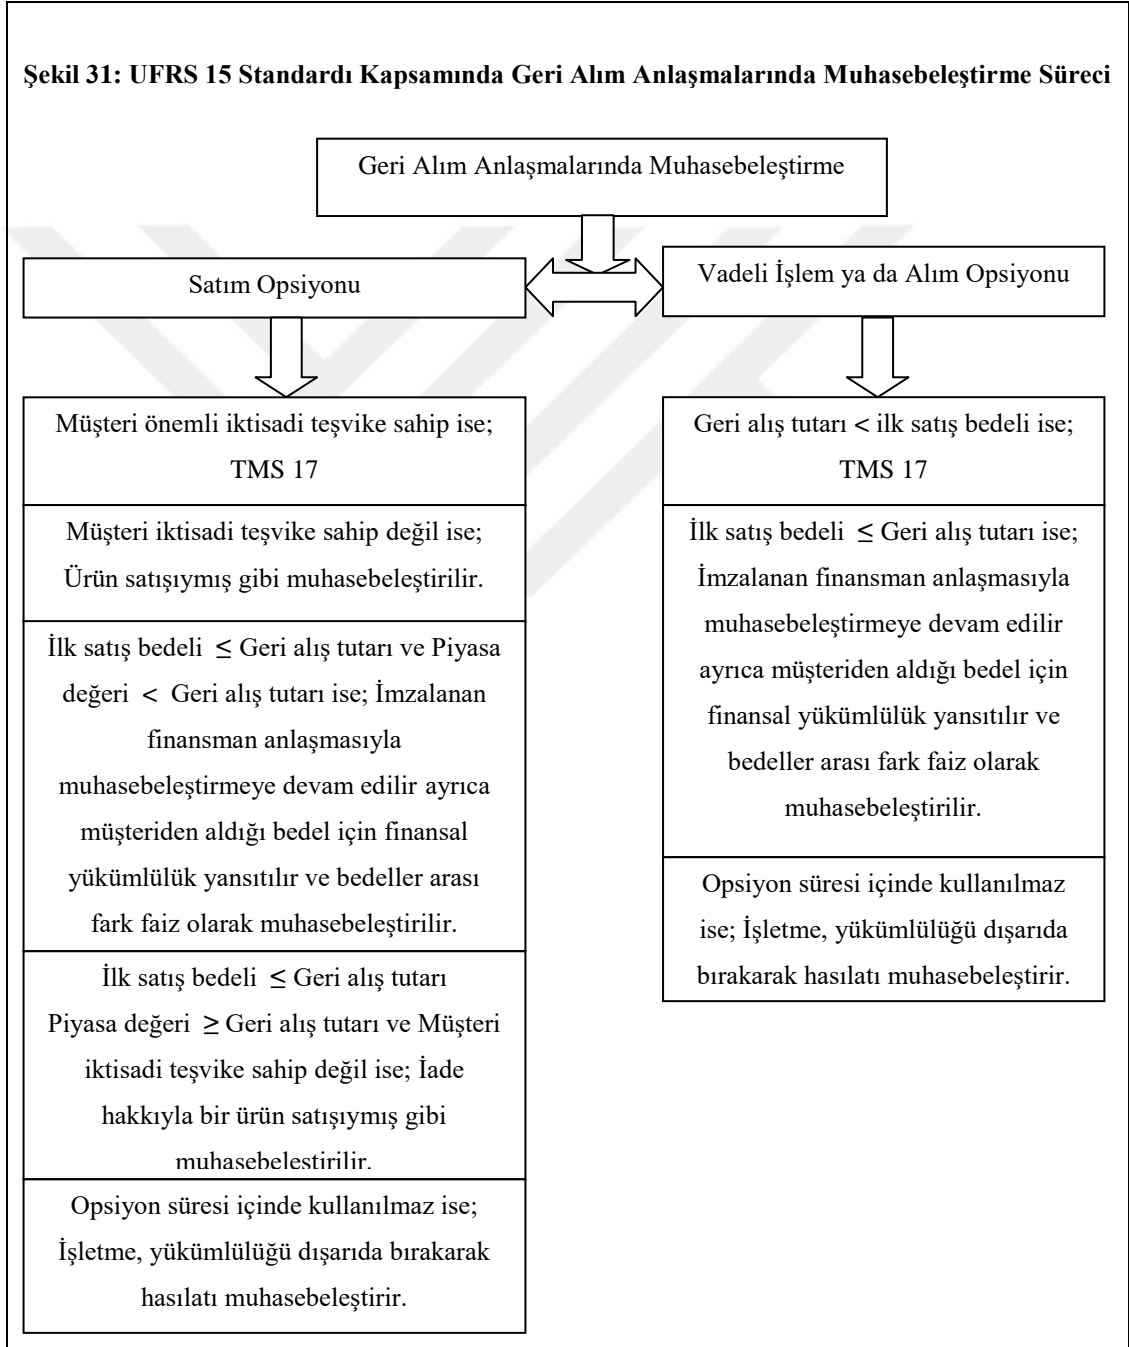 Şekil 31: UFRS 15 Standardı Kapsamında Geri Alım Anlaşmalarında Muhasebeleştirme Süreci
Geri Alım Anlaşmalarında Muhasebeleştirme
Satım Opsiyonu
Vadeli İşlem ya da Alım Opsiyonu
Müşteri önemli iktisadi teşvike sahip ise;
TMS 17
Müşteri iktisadi teşvike sahip değil ise;
Ürün satışıymış gibi muhasebeleştirilir.
İlk satış bedeli ≤ Geri alış tutarı ve Piyasa
değeri < Geri alış tutarı ise; İmzalanan
finansman anlaşmasıyla
muhasebeleştirmeye devam edilir ayrıca
müşteriden aldığı bedel için finansal
yükümlülük yansıtılır ve bedeller arası
fark faiz olarak muhasebeleştirilir.
İlk satış bedeli ≤ Geri alış tutarı
Piyasa değeri ≥ Geri alış tutarı ve Müşteri
iktisadi teşvike sahip değil ise; İade
hakkıyla bir ürün satışıymış gibi
muhasebeleştirilir.
Opsiyon süresi içinde kullanılmaz ise;
İşletme, yükümlülüğü dışarıda bırakarak
hasılatı muhasebeleştirir.
Geri alış tutarı < ilk satış bedeli ise;
TMS 17
İlk satış bedeli ≤ Geri alış tutarı ise;
İmzalanan finansman anlaşmasıyla
muhasebeleştirmeye devam edilir
ayrıca müşteriden aldığı bedel için
finansal yükümlülük yansıtılır ve
bedeller arası fark faiz olarak
muhasebeleştirilir.
Opsiyon süresi içinde kullanılmaz
ise; İşletme, yükümlülüğü dışarıda
bırakarak hasılatı muhasebeleştirir.